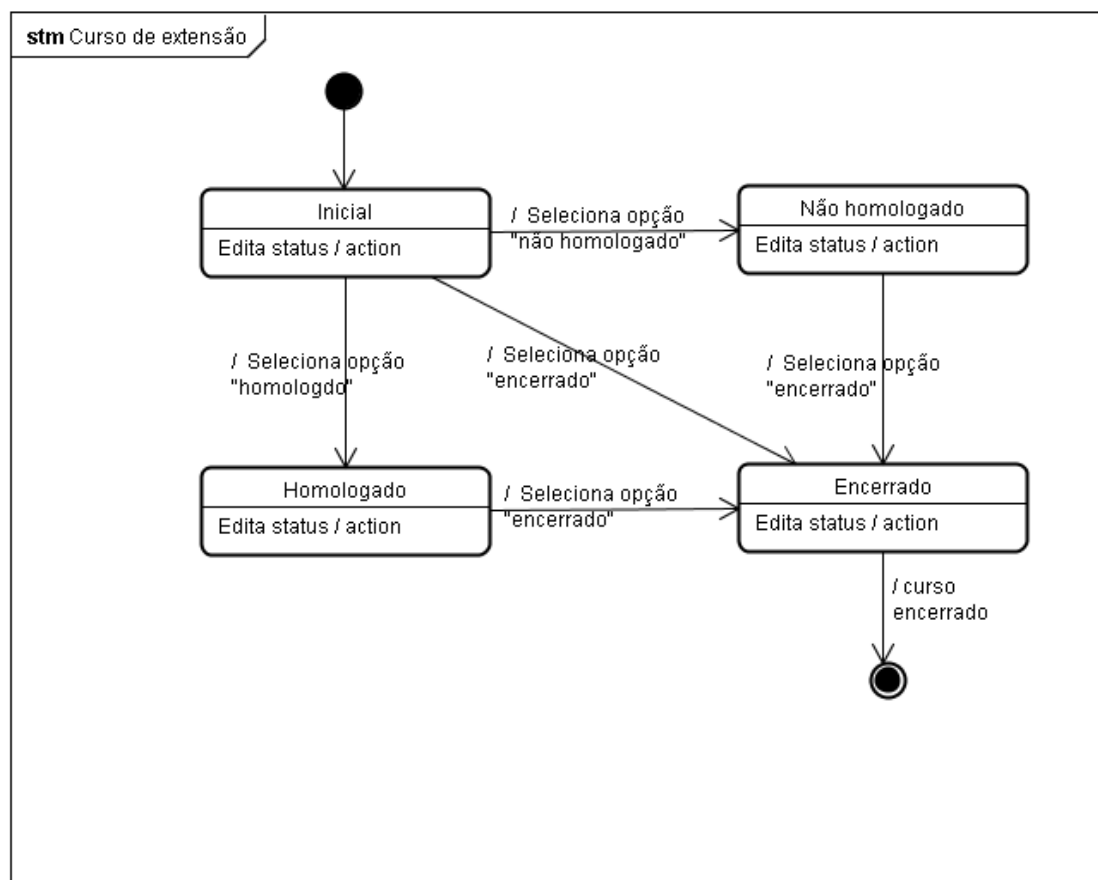 stm Curso de extensão
Inicial
Edita status / action
/ Seleciona opção
"não homologado"
Não homologado
Edita status / action
/ Seleciona opção
"homologdo"
/ Seleciona opção
"encerrado"
/ Seleciona opção
"encerrado"
Homologado
Edita status / action
/ Seleciona opção
"encerrado"
Encerrado
Edita status / action
/ curso
encerrado